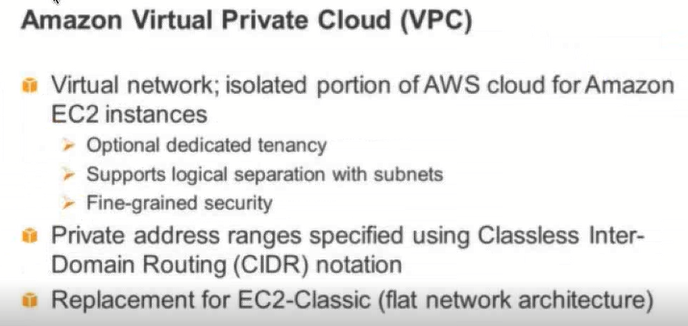 Amazon Virtual Private Cloud (VPC)
Virtual network; isolated portion of AWS cloud for Amazon
EC2 instances
Optional dedicated tenancy
Supports logical separation with subnets
Fine-grained security
Private address ranges specified using Classless Inter-
Domain Routing (CIDR) notation
Replacement for EC2-Classic (flat network architecture)